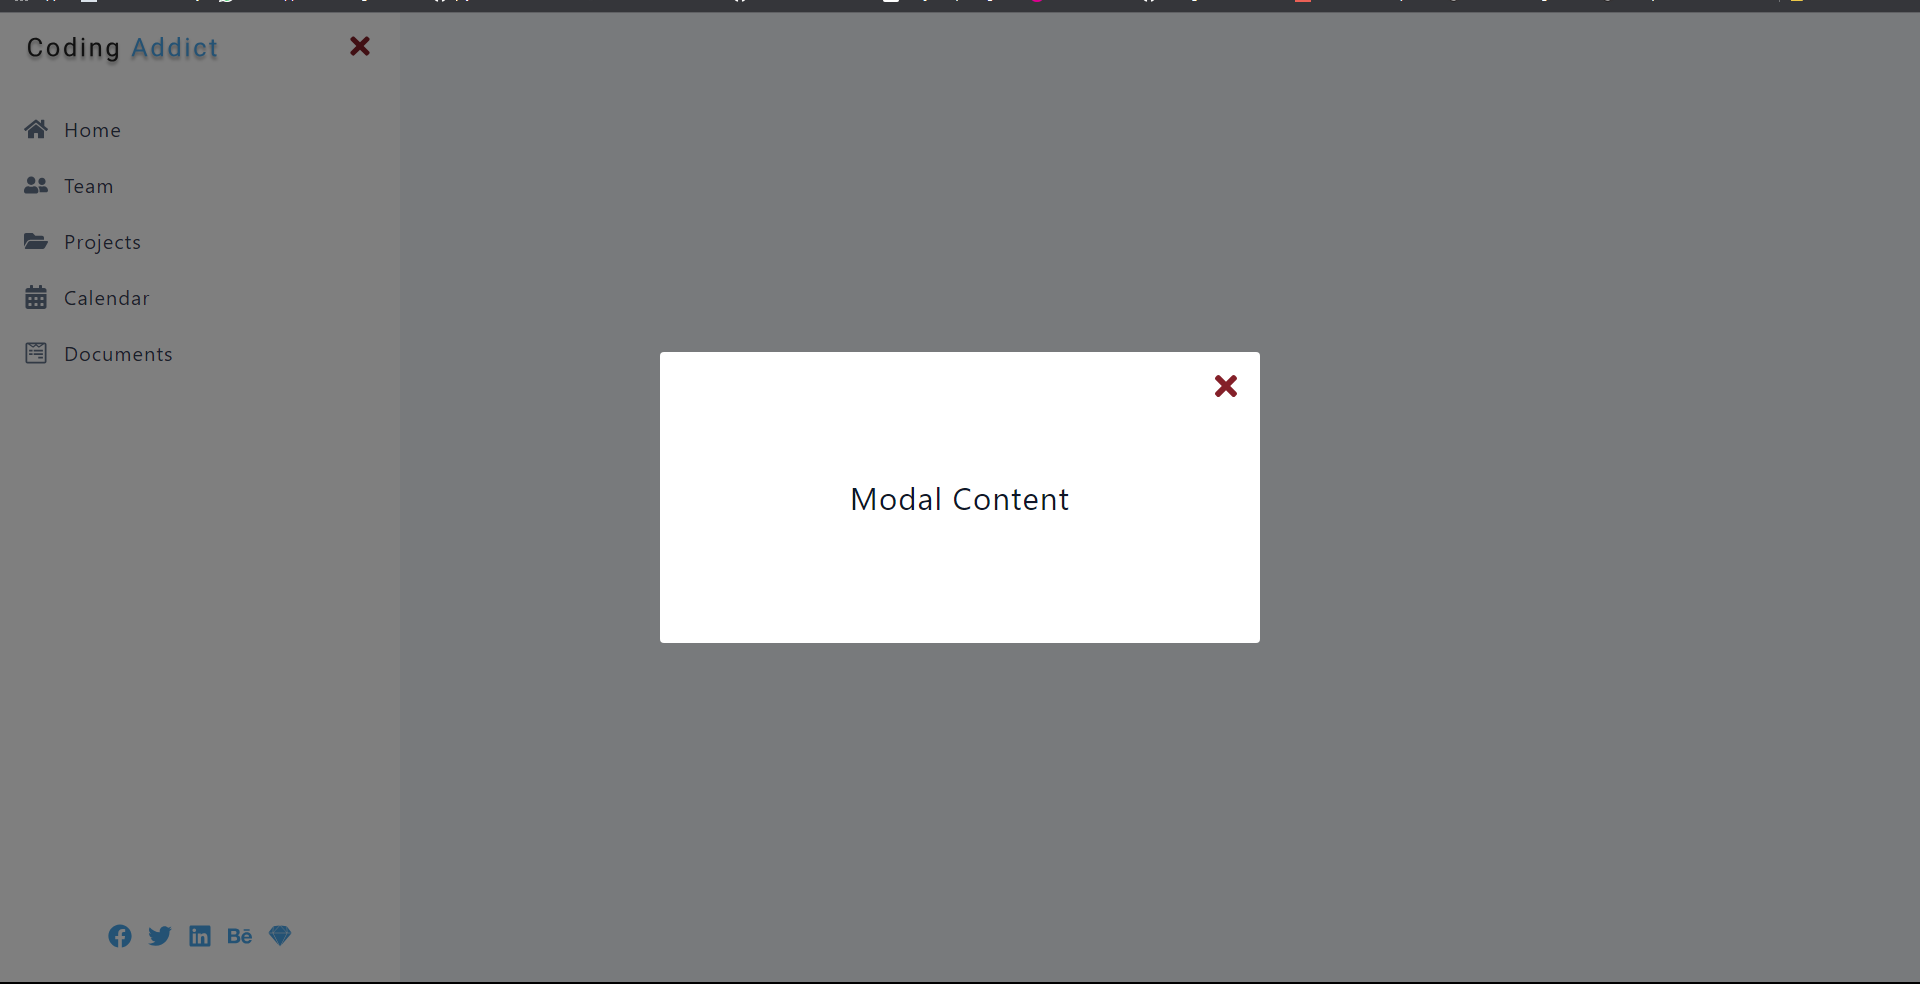 Coding Addict
Home
Team
Projects
Calendar
Documents
Modal Content
Bē